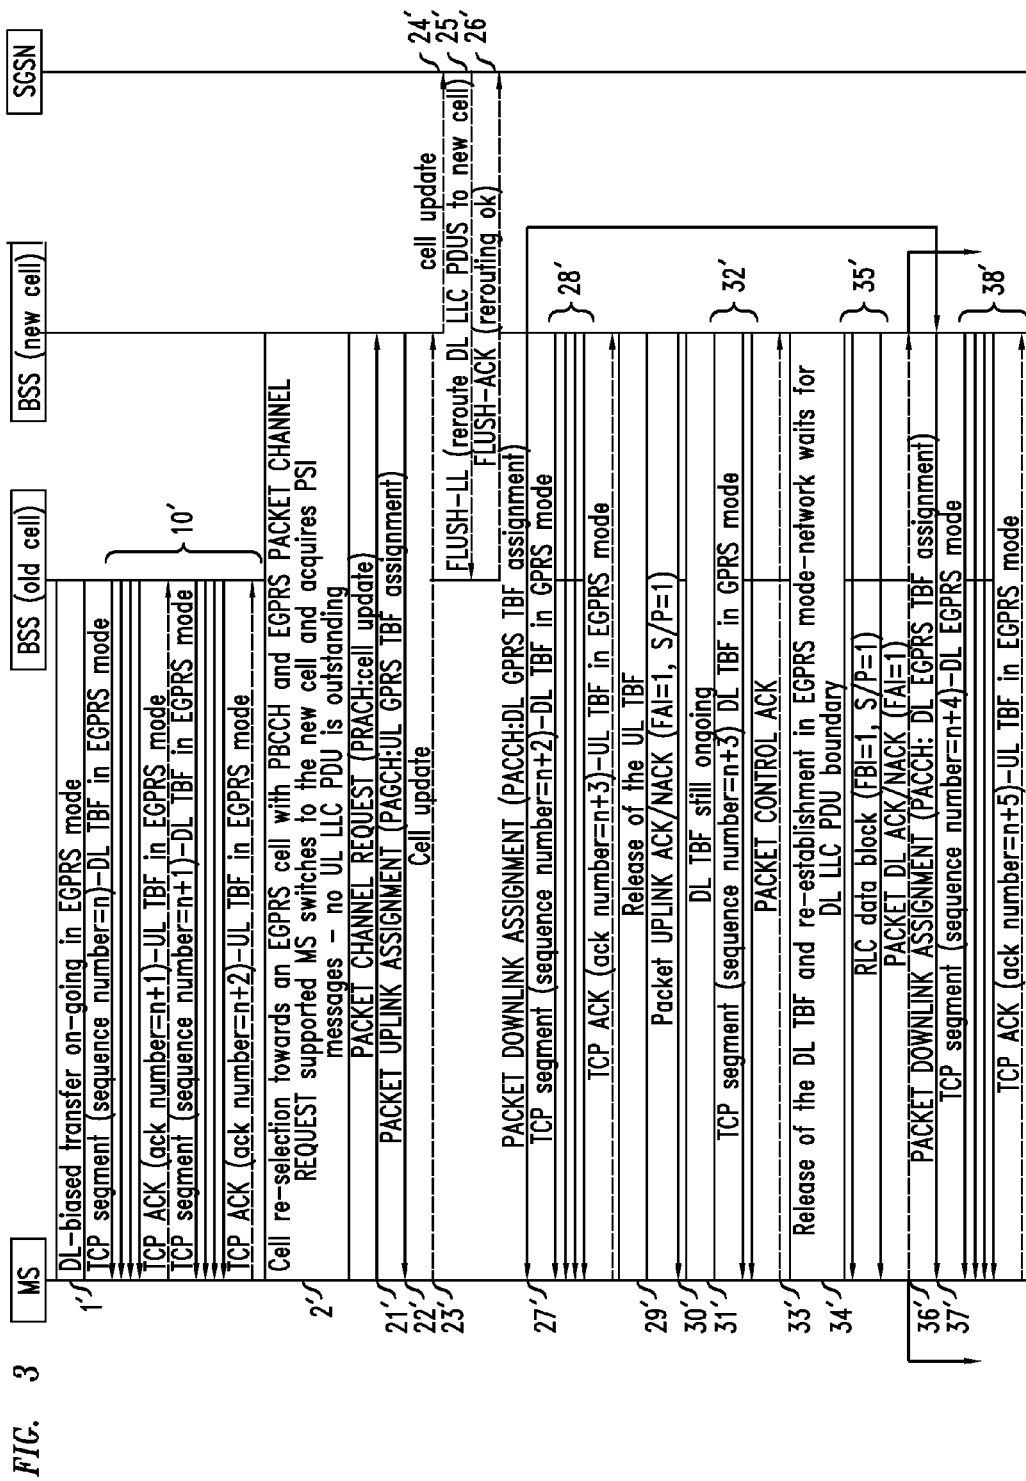 FIG. 3
MS
BSS (old cell)
BSS (new cell)
SGSN
1'
DL-biased transfer on-going in EGPRS mode
TCP segment (sequence number=n)-DL TBF in EGPRS mode
10'
TCP ACK (ack number=n+1)-UL TBF in EGPRS mode
TCP segment (sequence number=n+1)-DL TBF in EGPRS mode
TCP ACK (ack number=n+2)-UL TBF in EGPRS mode
2'
Cell re-selection towards an EGPRS cell with PBCCH and EGPRS PACKET CHANNEL
REQUEST supported MS switches to the new cell and acquires PSI
messages - no UL LLC PDU is outstanding
21'
PACKET CHANNEL REQUEST (PRACH:cell update)
22'
PACKET UPLINK ASSIGNMENT (PAGCH:UL GPRS TBF assignment)
23'
Cell update
cell update
24'
FLUSH-LL (reroute DL LLC PDUS to new cell)
25'
FLUSH-ACK (rerouting ok)
26'
27'
PACKET DOWNLINK ASSIGNMENT (PACCH:DL GPRS TBF assignment)
TCP segment (sequence number=n+2)-DL TBF in GPRS mode
28'
TCP ACK (ack number=n+3)-UL TBF in EGPRS mode
Release of the UL TBF
29'
Packet UPLINK ACK/NACK (FAI=1, S/P=1)
30'
DL TBF still ongoing
31'
TCP segment (sequence number=n+3) DL TBF in GPRS mode
32'
PACKET CONTROL ACK
33'
Release of the DL TBF and re-establishment in EGPRS mode-network waits for
DL LLC PDU boundary
34'
RLC data block (FBI=1, S/P=1)
35'
PACKET DL ACK/NACK (FAI=1)
36'
PACKET DOWNLINK ASSIGNMENT (PACCH: DL EGPRS TBF assignment)
37'
TCP segment (sequence number=n+4)-DL EGPRS mode
38'
TCP ACK (ack number=n+5)-UL TBF in EGPRS mode